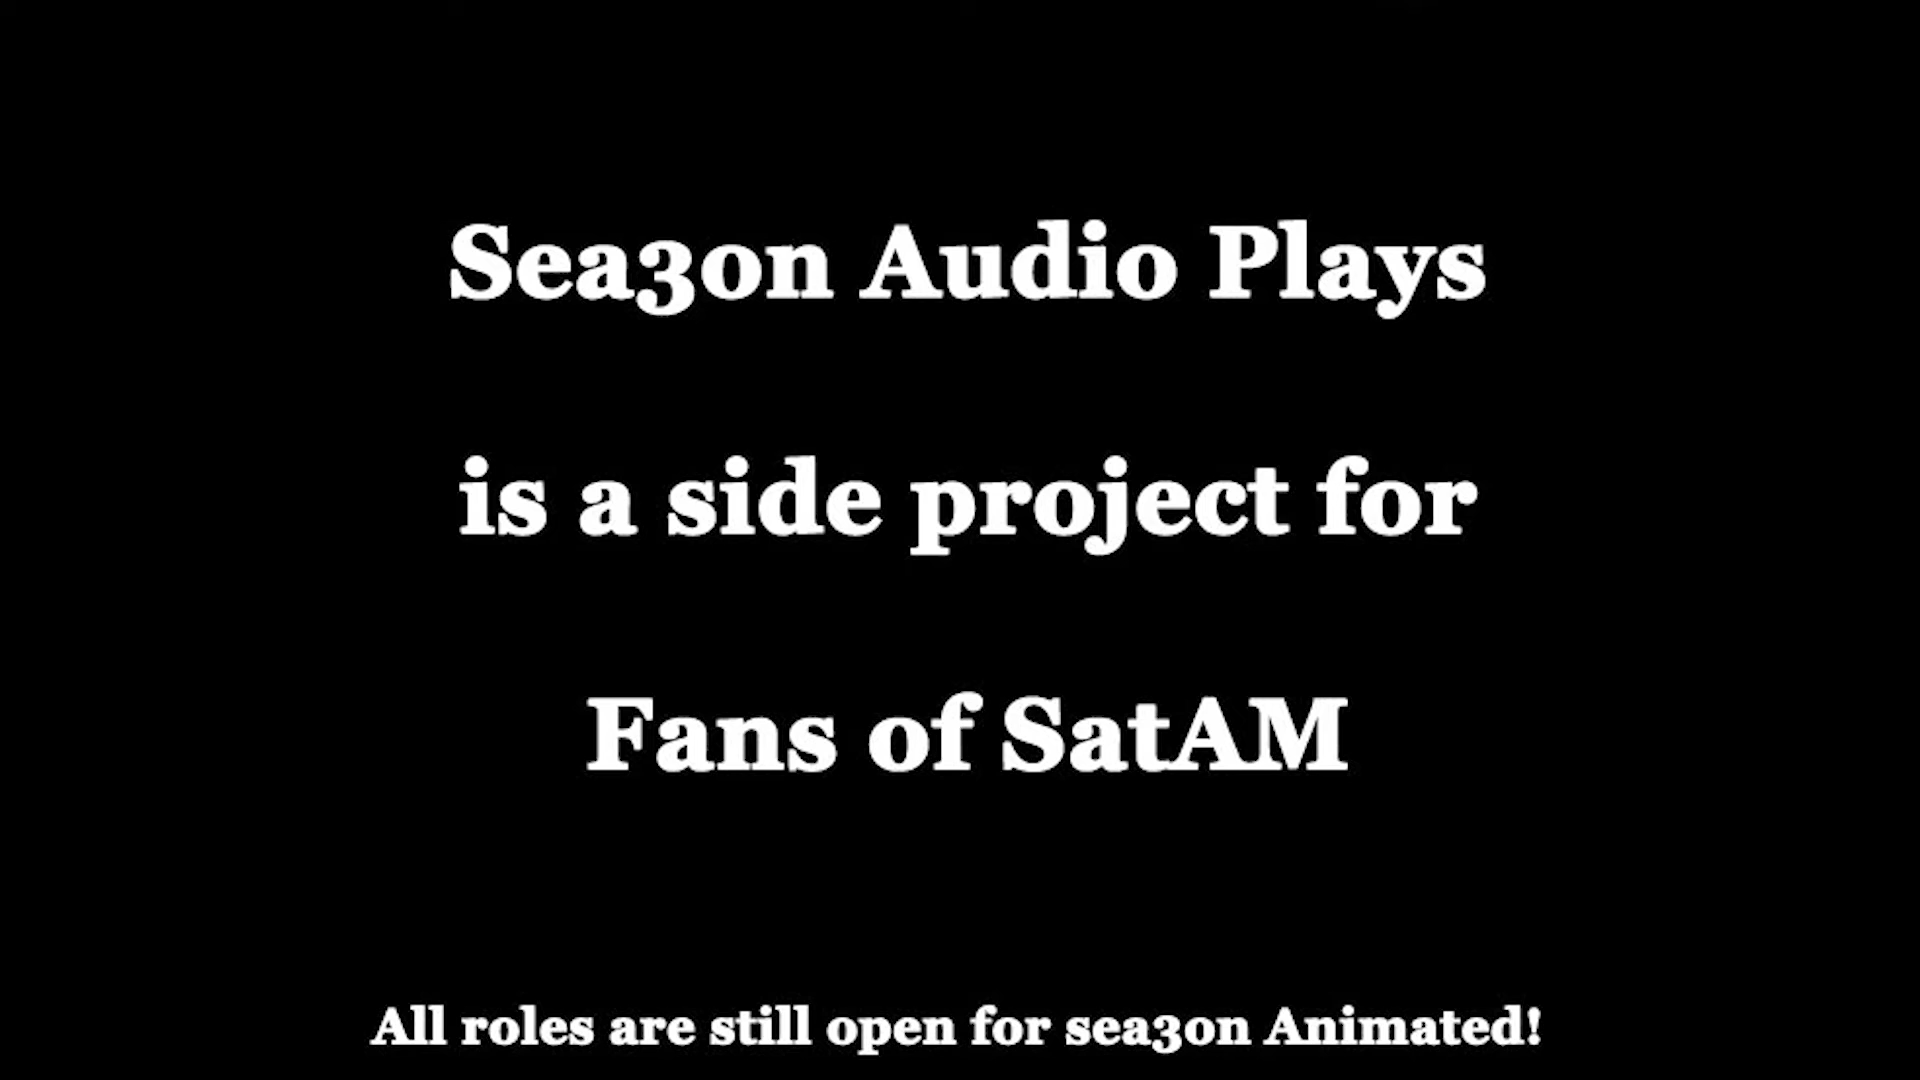 Sea3on Audio Plays
is a side project for
Fans of SatAM
All roles are still open for sea3on Animated!